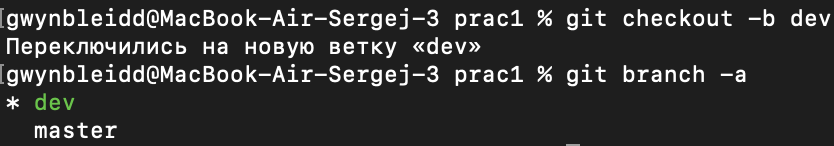 [gwynbleidd@MacBook-Air-Sergej-3 prac1 % git checkout -b dev
Переключились на новую ветку «dev»
[gwynbleidd@MacBook-Air-Sergej-3 prac1 % git branch -a
* dev
master